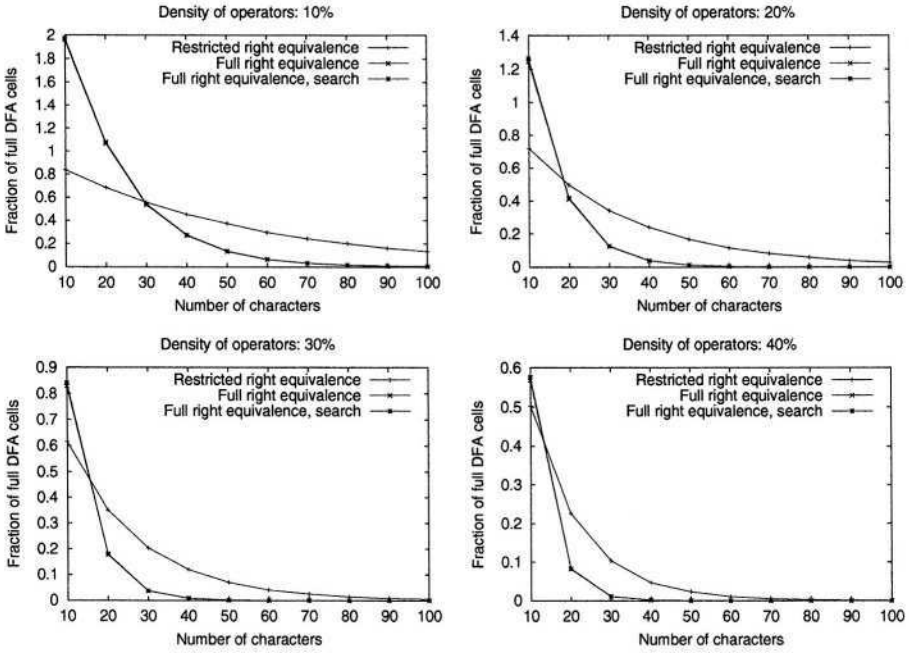 Density of operators: 10%
Fraction of full DFA cells
2
1.8
1.6
1.4
1.2
1
0.8
0.6
0.4
0.2
0
Restricted right equivalence
Full right equivalence
Full right equivalence, search
10 20 30 40 50 60 70 80 90 100
Number of characters
Density of operators: 20%
Fraction of full DFA cells
1.4
1.2
1
0.8
0.6
0.4
0.2
0
Restricted right equivalence
Full right equivalence
Full right equivalence, search
10 20 30 40 50 60 70 80 90 100
Number of characters
Density of operators: 30%
Fraction of full DFA cells
0.9
0.8
0.7
0.6
0.5
0.4
0.3
0.2
0.1
0
Restricted right equivalence
Full right equivalence
Full right equivalence, search
10 20 30 40 50 60 70 80 90 100
Number of characters
Density of operators: 40%
Fraction of full DFA cells
0.6
0.5
0.4
0.3
0.2
0.1
0
Restricted right equivalence
Full right equivalence
Full right equivalence, search
10 20 30 40 50 60 70 80 90 100
Number of characters